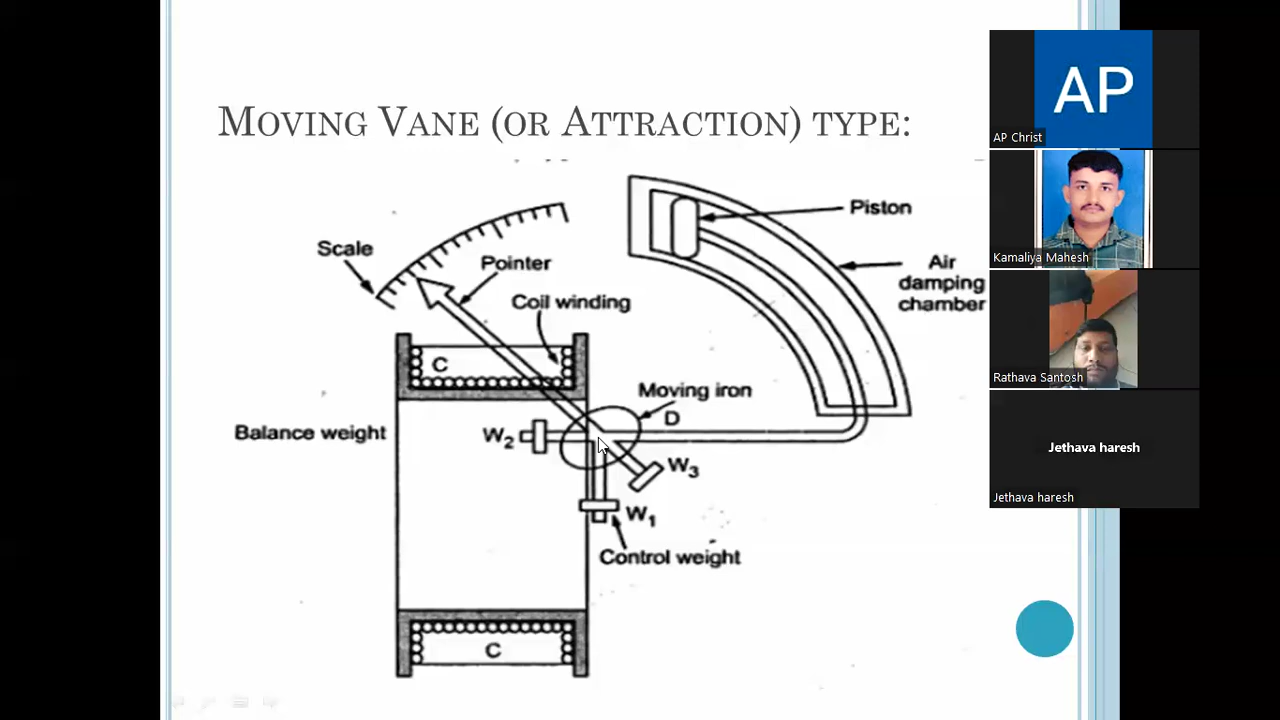 MOVING VANE (OR ATTRACTION) TYPE:
Scale
Pointer
Coil winding
Piston
Air
damping
chamber
C
Moving iron
D
Balance weight
W2
W3
W1
Control weight
C
AP
AP Christ
Kamaliya Mahesh
Rathava Santosh
Jethava haresh
Jethava haresh